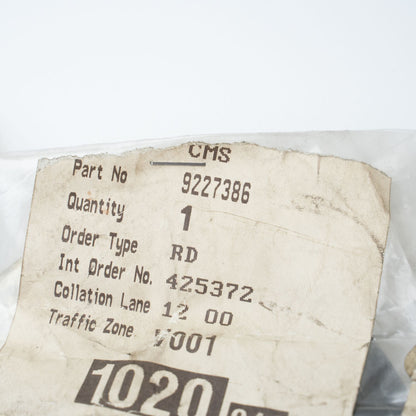 CMS
Part No 9227386
Quantity 1
Order Type RD
Int Order No. 425372
Collation Lane 12 00
Traffic Zone V001
1020